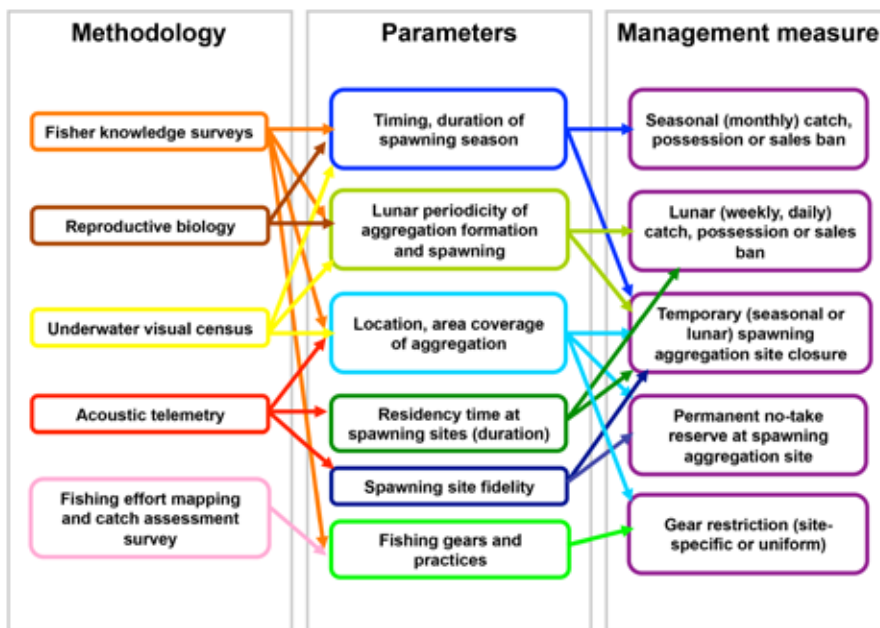 Methodology
Fisher knowledge surveys
Reproductive biology
Underwater visual census
Acoustic telemetry
Fishing effort mapping
and catch assessment
survey
Parameters
Timing, duration of
spawning season
Lunar periodicity of
aggregation formation
and spawning
Location, area coverage
of aggregation
Residency time at
spawning sites (duration)
Spawning site fidelity
Fishing gears and
practices
Management measure
Seasonal (monthly) catch,
possession or sales ban
Lunar (weekly, daily)
catch, possession or sales
ban
Temporary (seasonal or
lunar) spawning
aggregation site closure
Permanent no-take
reserve at spawning
aggregation site
Gear restriction (site-
specific or uniform)